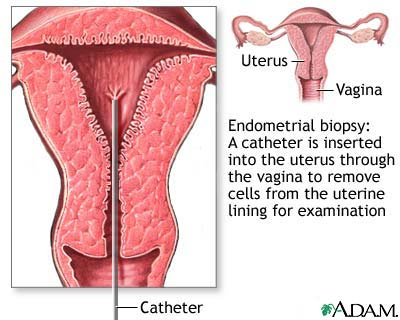 Uterus
Vagina
Endometrial biopsy:
A catheter is inserted
into the uterus through
the vagina to remove
cells from the uterine
lining for examination
Catheter
ADAM.